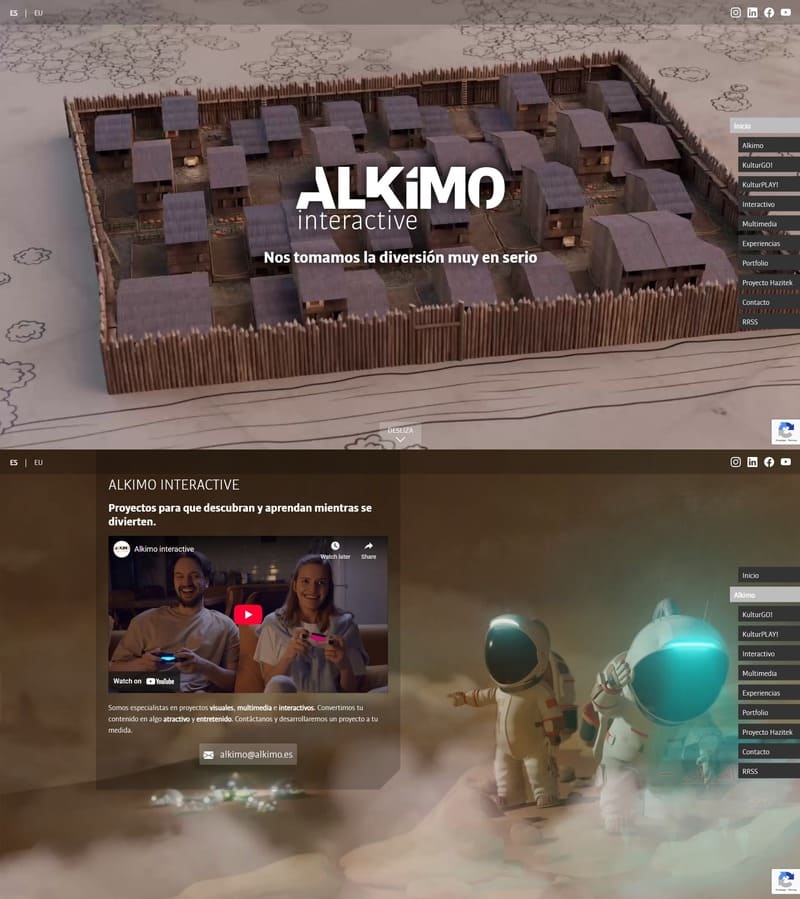 ES | EU
Inicio
Alkimo
KulturGO!
KulturPLAY!
Interactivo
Multimedia
Experiencias
Portfolio
Proyecto Hazitek
Contacto
RRSS
ALKiMO
interactive
Nos tomamos la diversión muy en serio
DESLIZA
ES | EU
ALKIMO INTERACTIVE
Proyectos para que descubran y aprendan mientras se
divierten.
Alkimo interactive
Watch later
Share
Watch on YouTube
Somos especialistas en proyectos visuales, multimedia e interactivos. Convertimos tu
contenido en algo atractivo y entretenido. Contáctanos y desarrollaremos un proyecto a tu
medida.
alkimo@alkimo.es
Inicio
Alkimo
KulturGO!
KulturPLAY!
Interactivo
Multimedia
Experiencias
Portfolio
Proyecto Hazitek
Contacto
RRSS